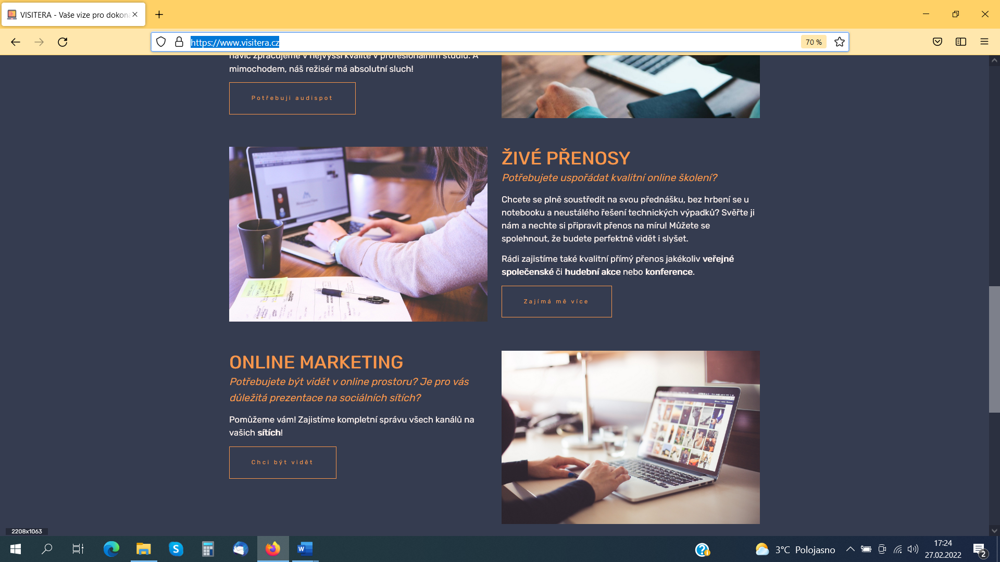 VISITERA - Vaše vize pro dokona
https://www.visitera.cz
70 %
navíc zpracujeme v nejvyšší kvalitě v profesionálním studiu. A
mimochodem, náš režisér má absolutní sluch!
Potřebuji audispot
ŽIVÉ PŘENOSY
Potřebujete uspořádat kvalitní online školení?
Chcete se plně soustředit na svou přednášku, bez hrbení se u
notebooku a neustálého řešení technických výpadků? Svěřte ji
nám a nechte si připravit přenos na míru! Můžete se
spolehnout, že budete perfektně vidět i slyšet.
Rádi zajistíme také kvalitní přímý přenos jakékoliv veřejné
společenské či hudební akce nebo konference.
Zajímá mě více
ONLINE MARKETING
Potřebujete být vidět v online prostoru? Je pro vás
důležitá prezentace na sociálních sítích?
Pomůžeme vám! Zajistíme kompletní správu všech kanálů na
vašich sítích!
Chci být vidět
2208x1063
3°C Polojasno
17:24
27.02.2022
2